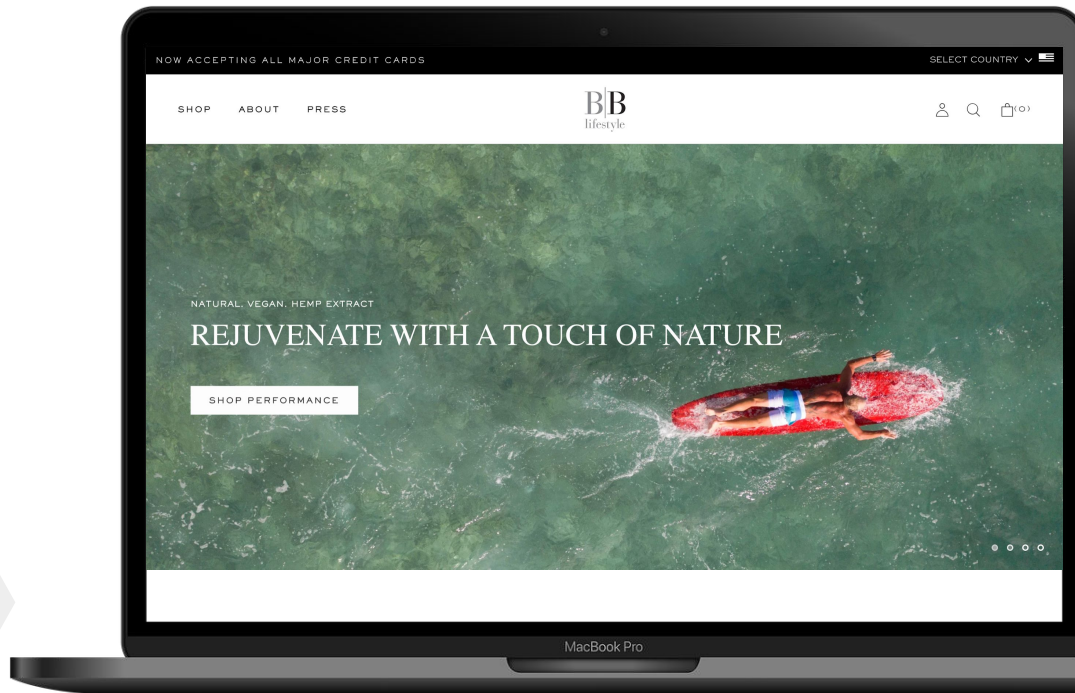 NOW ACCEPTING ALL MAJOR CREDIT CARDS
SELECT COUNTRY
SHOP ABOUT PRESS
B|B
lifestyle
(0)
NATURAL. VEGAN. HEMP EXTRACT
REJUVENATE WITH A TOUCH OF NATURE
SHOP PERFORMANCE
MacBook Pro